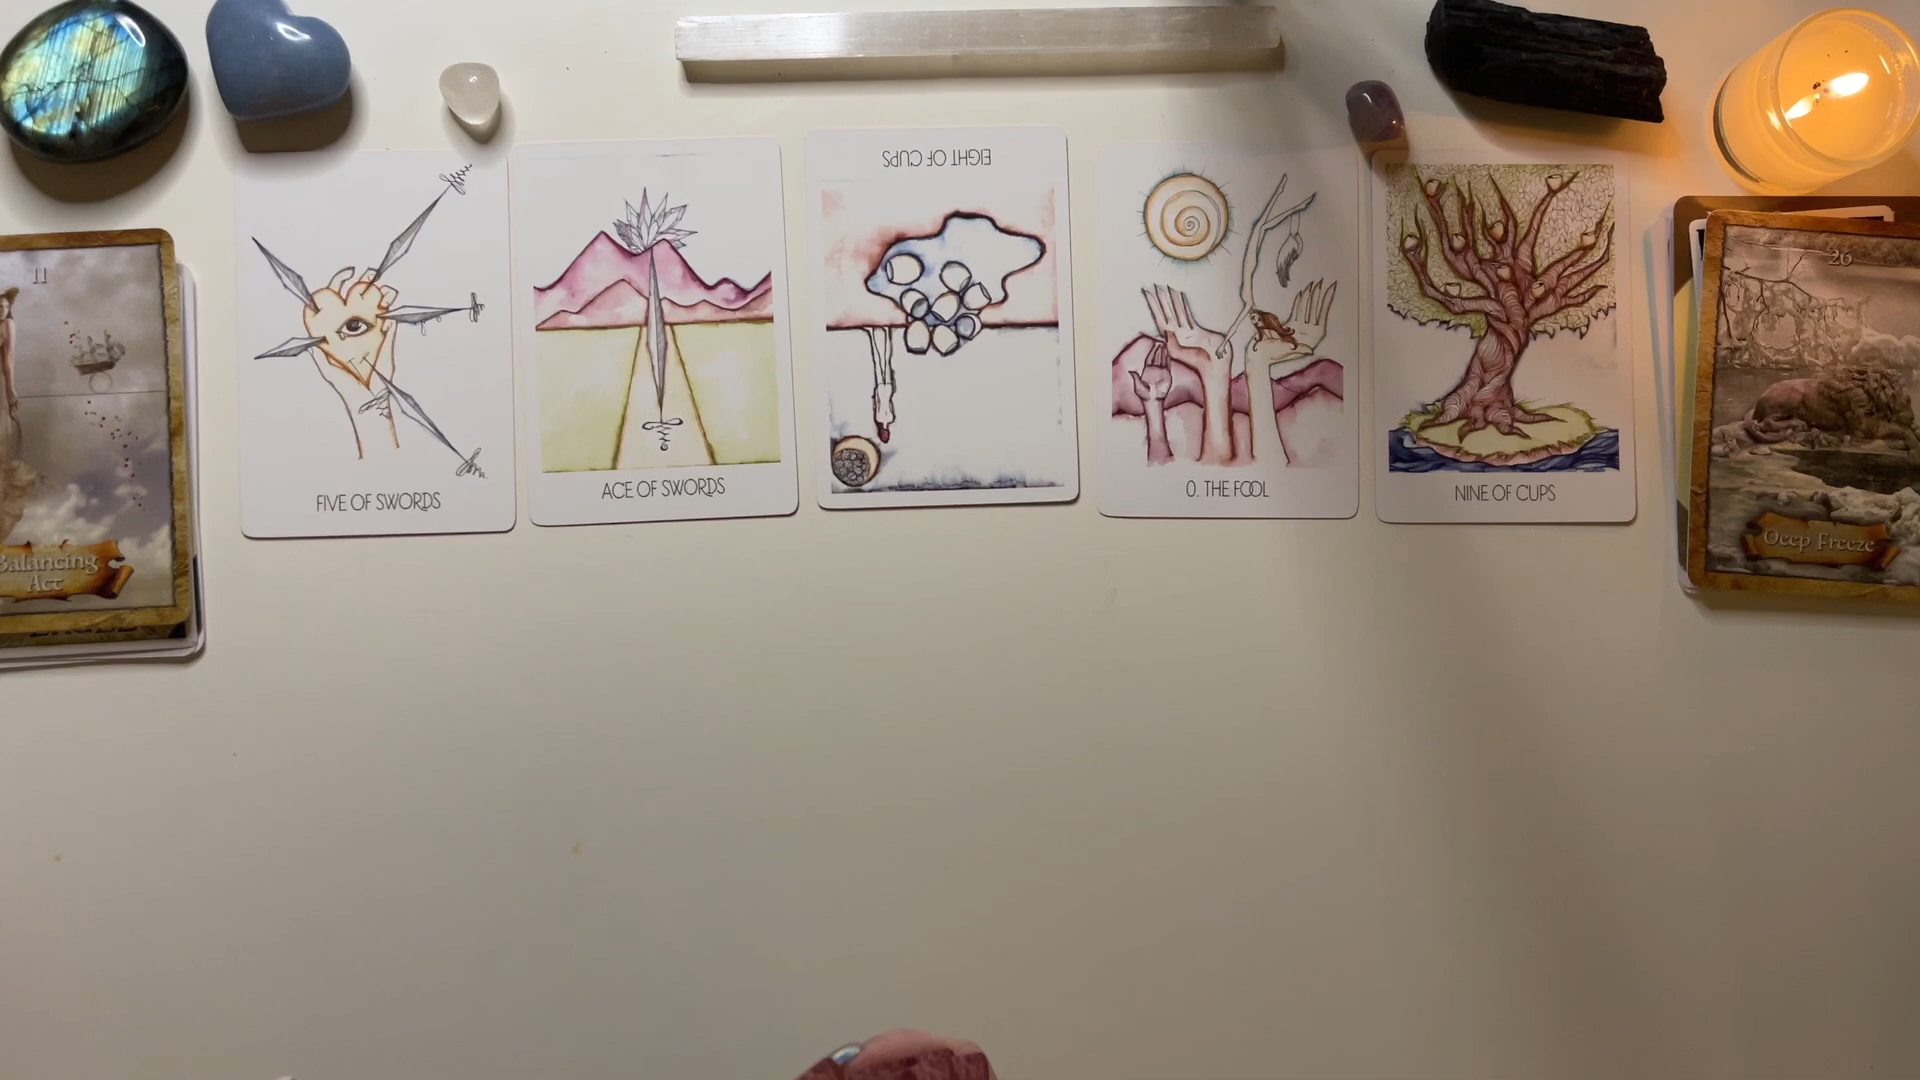 11
Balancing
Act
FIVE OF SWORDS
ACE OF SWORDS
EIGHT OF CUPS
0. THE FOOL
NINE OF CUPS
26
Deep Freeze